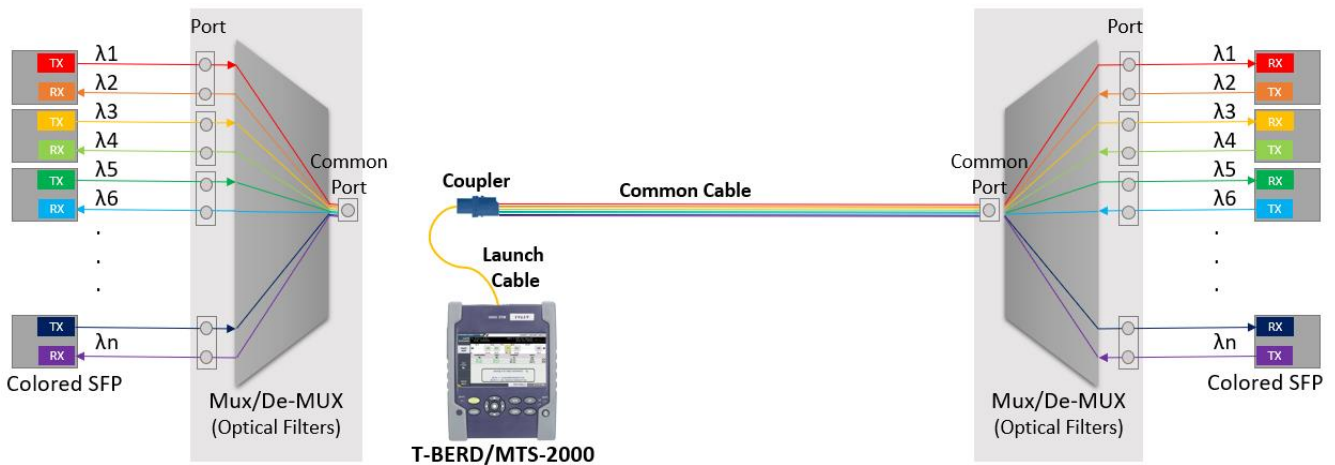 Port
TX
λ1
RX
λ2
TX
λ3
RX
λ4
TX
λ5
RX
λ6
.
.
.
TX
RX
λn
Colored SFP
Common
Port
Mux/De-MUX
(Optical Filters)
Coupler
Common Cable
Launch
Cable
T-BERD/MTS-2000
Common
Port
Port
λ1
RX
λ2
TX
λ3
RX
λ4
TX
λ5
RX
λ6
TX
.
.
.
RX
λn
TX
Colored SFP
Mux/De-MUX
(Optical Filters)